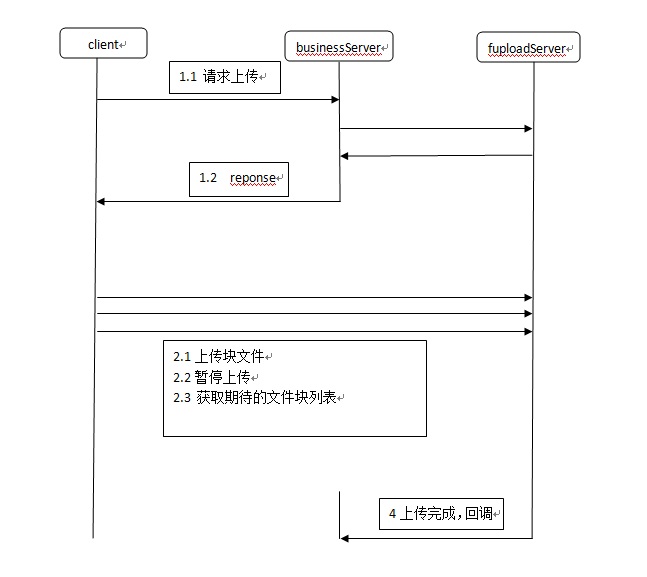 client
businessServer
fuploadServer
1.1 请求上传
1.2 reponse
2.1 上传块文件
2.2 暂停上传
2.3 获取期待的文件块列表
4 上传完成，回调